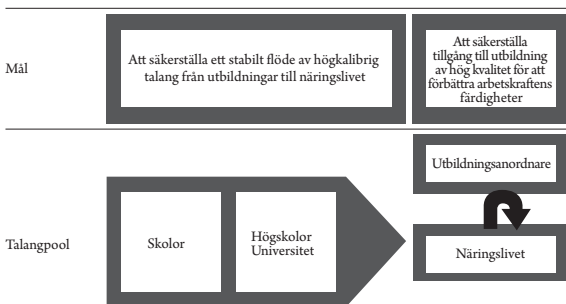 Mål
Att säkerställa ett stabilt flöde av högkalibrig
talang från utbildningar till näringslivet
Att säkerställa
tillgång till utbildning
av hög kvalitet för att
förbättra arbetskraftens
färdigheter
Talangpool
Skolor
Högskolor
Universitet
Utbildningsanordnare
Näringslivet